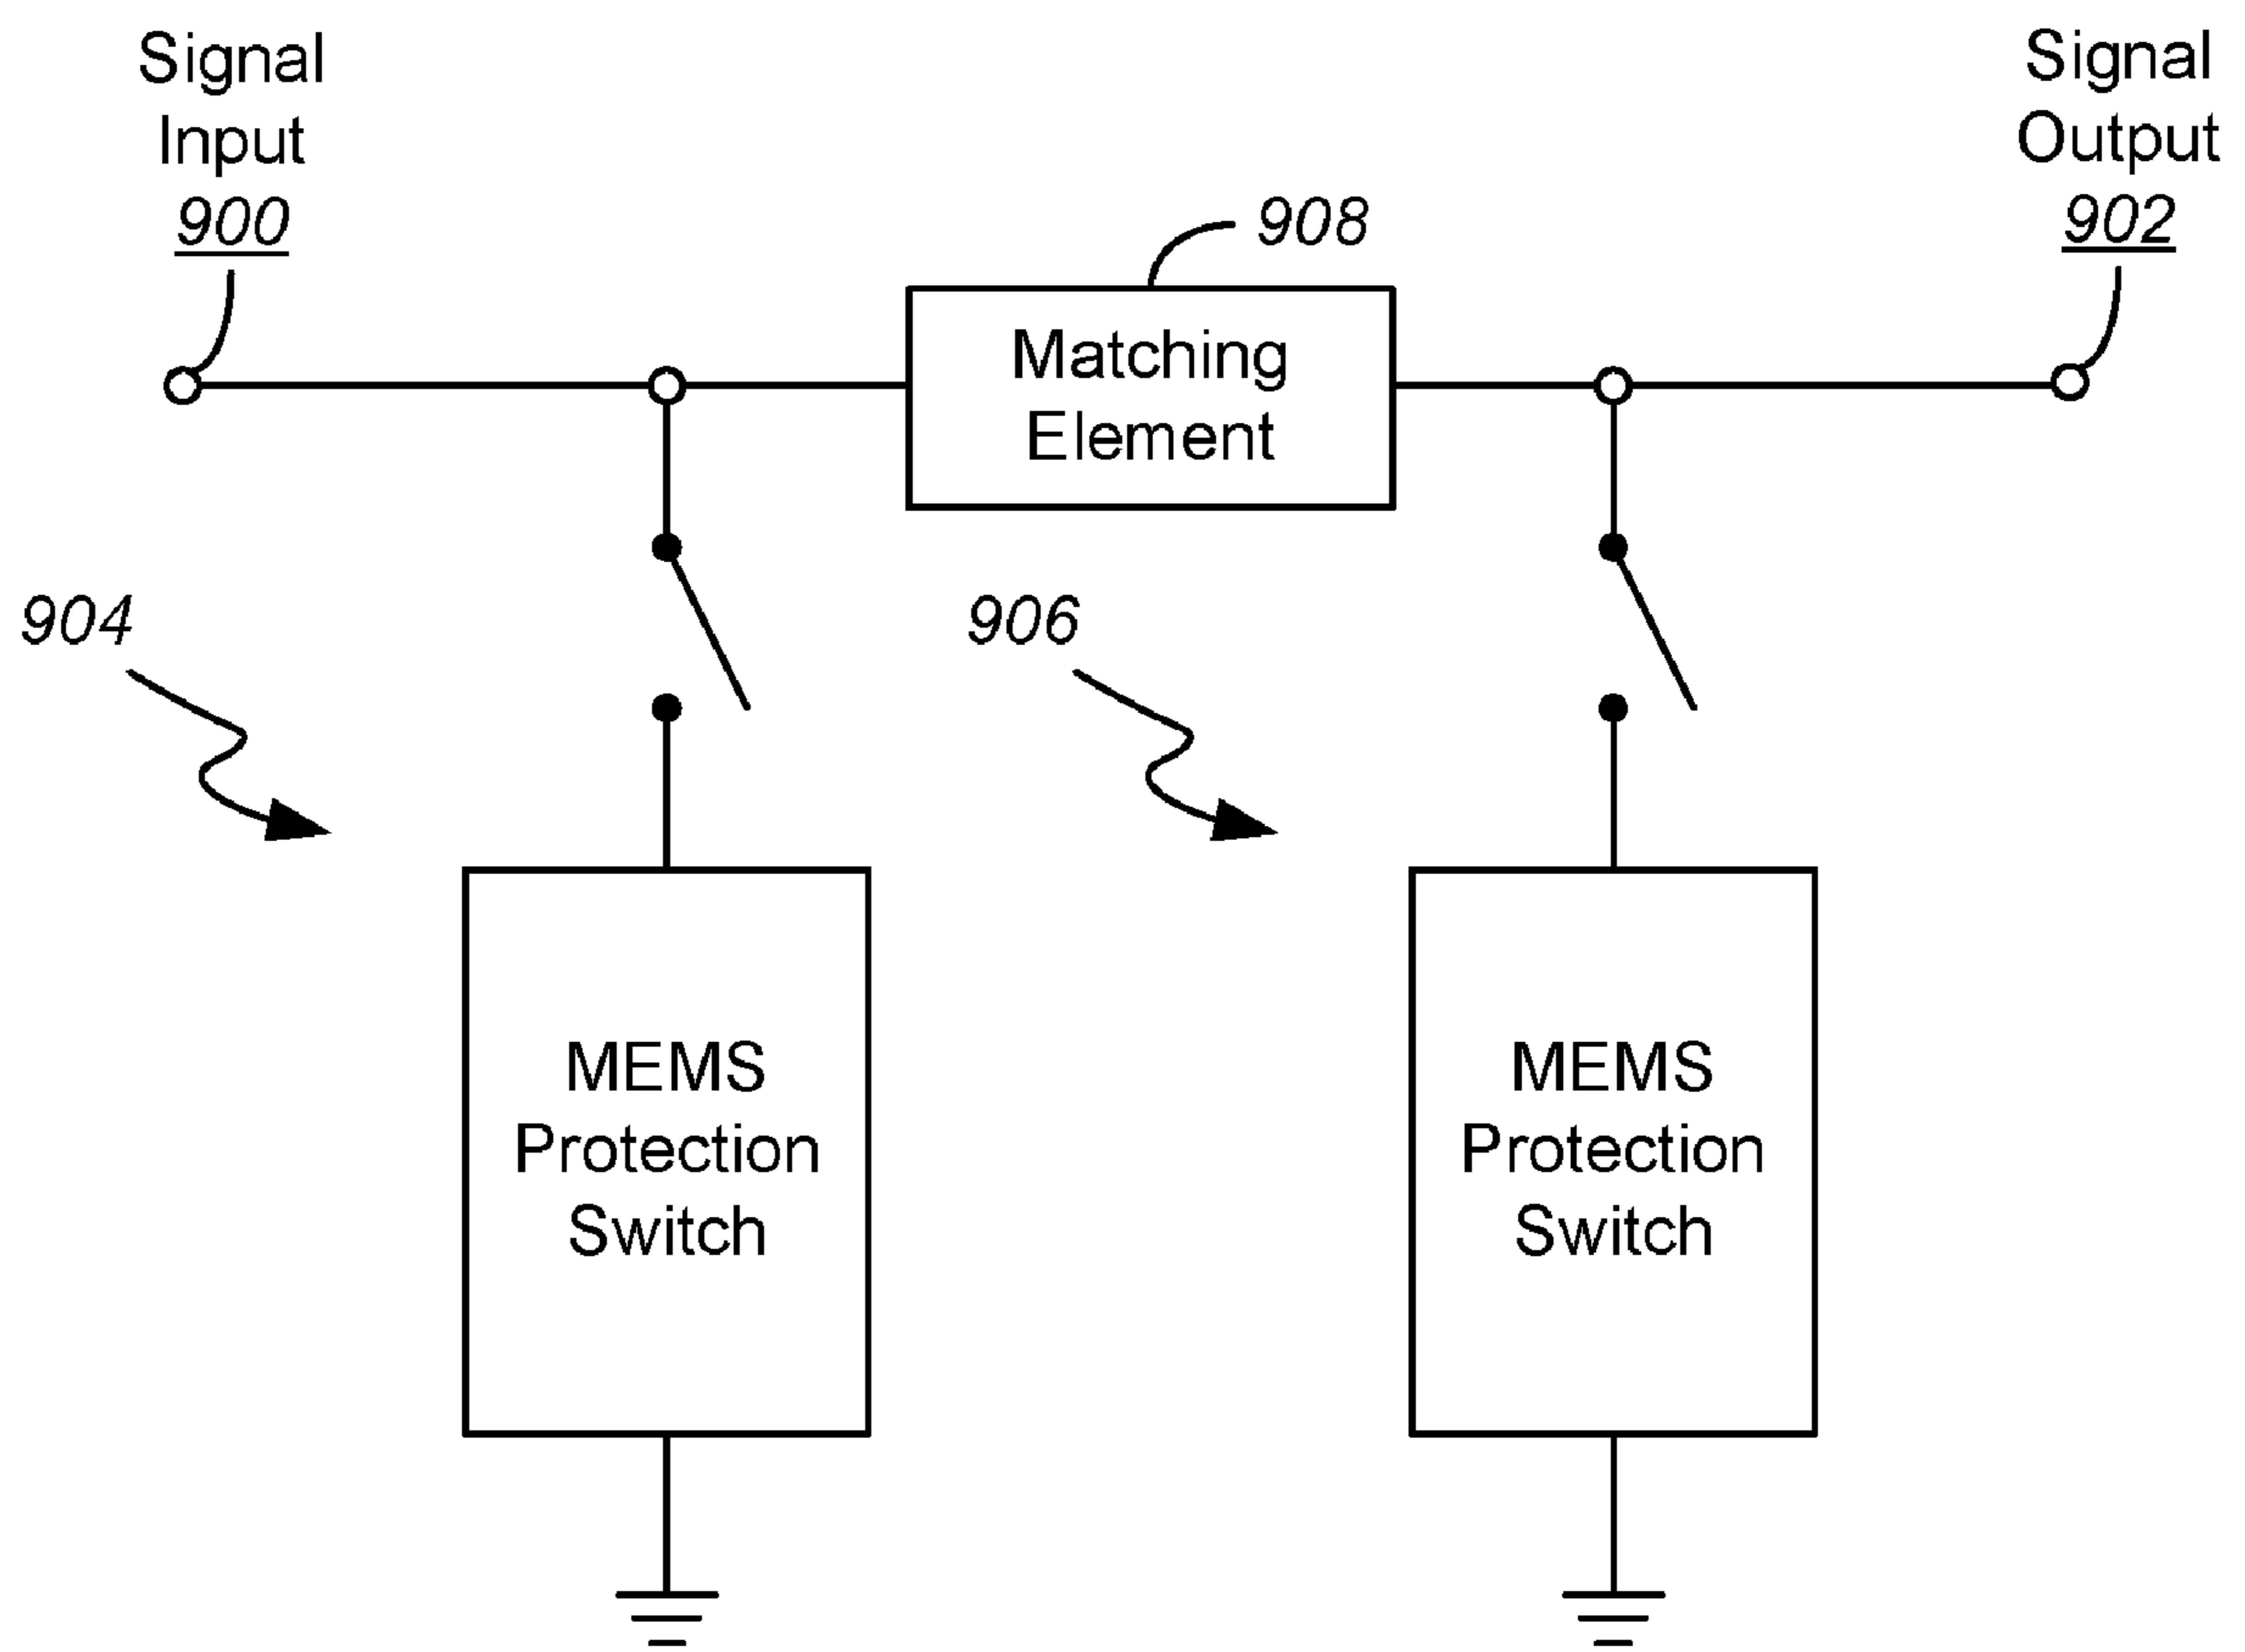 Signal
Input
900
Signal
Output
902
908
Matching
Element
904
906
MEMS
Protection
Switch
MEMS
Protection
Switch